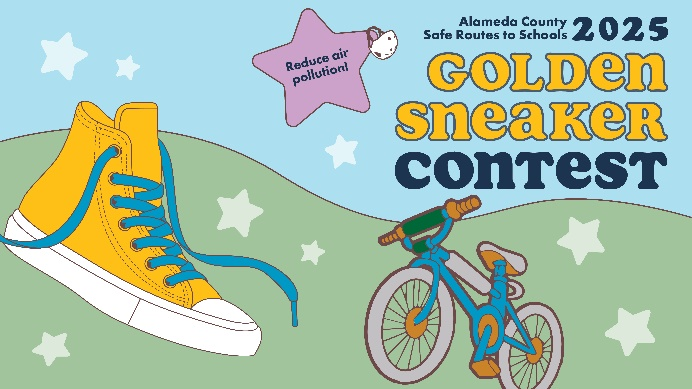 Alameda County
Safe Routes to Schools 2025
GOLDEN
SNEAKER
CONTEST
Reduce air
pollution!